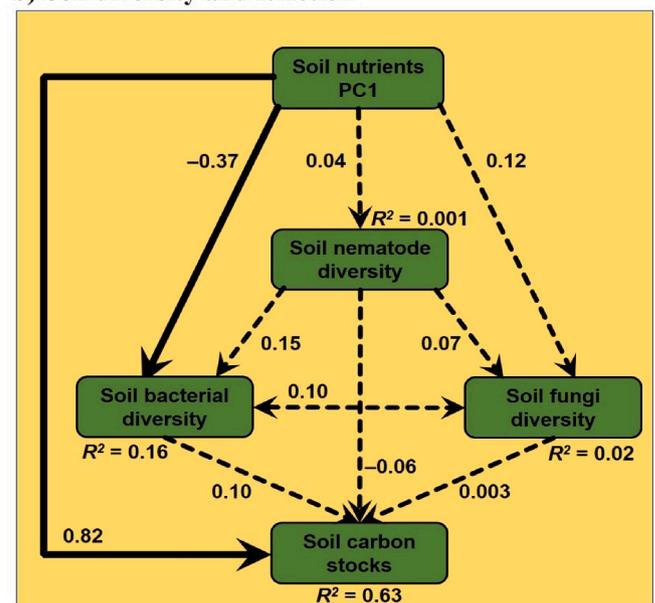 Soil nutrients
PC1
–0.37
0.04
0.12
R² = 0.001
Soil nematode
diversity
0.15
0.07
Soil bacterial
diversity
0.10
Soil fungi
diversity
R² = 0.16
R² = 0.02
–0.06
0.10
0.003
0.82
Soil carbon
stocks
R² = 0.63